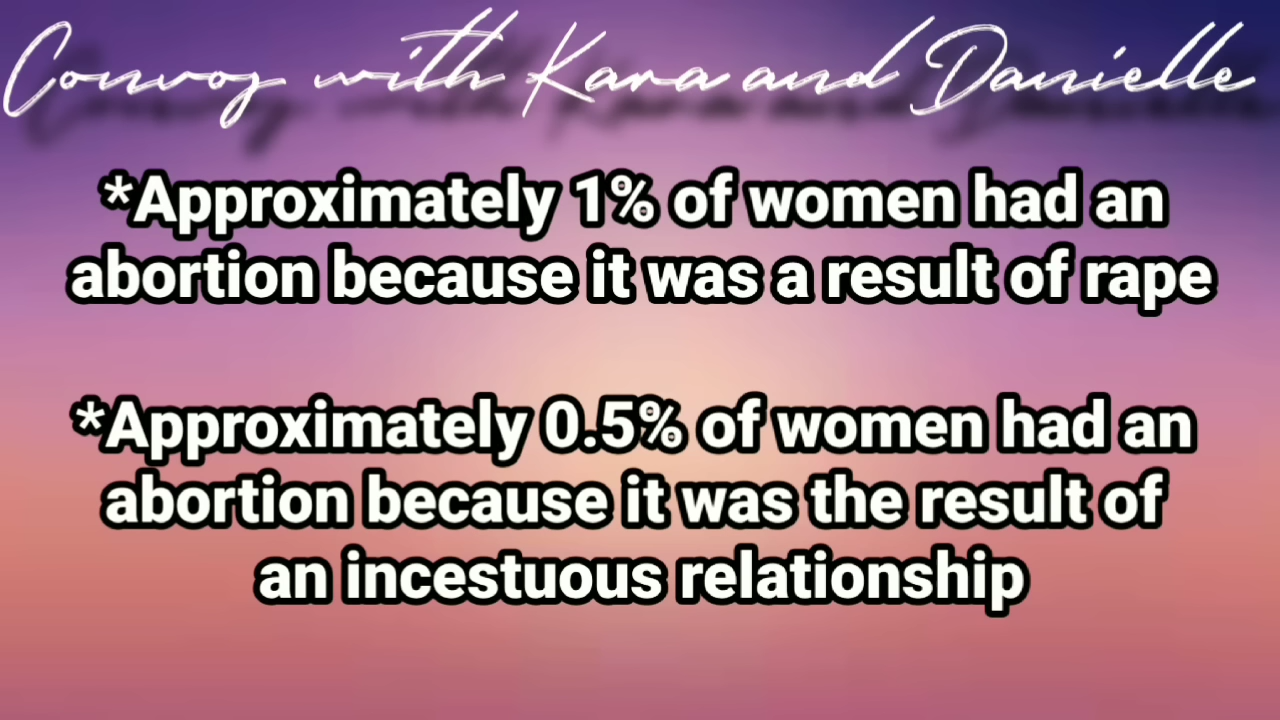 Convos with Kara and Danielle
*Approximately 1% of women had an
abortion because it was a result of rape
*Approximately 0.5% of women had an
abortion because it was the result of
an incestuous relationship